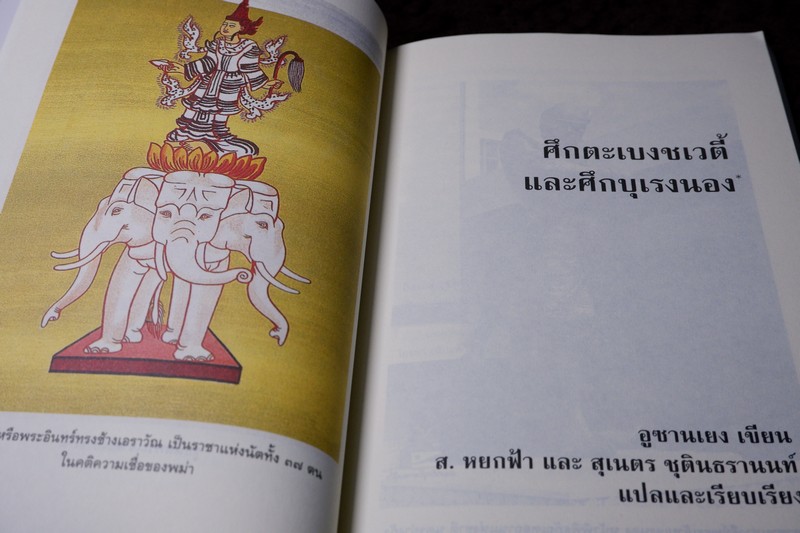 หรือพระอินทร์ทรงช้างเอราวัณ เป็นราชาแห่งนัตทั้ง ๓๗ ตน
ในคติความเชื่อของพม่า
ศึกตะเบงชเวตี้
และศึกบุเรงนอง*
อูซานเยง เขียน
ส. หยกฟ้า และ สุเนตร ชุตินธรานนท์
แปลและเรียบเรียง